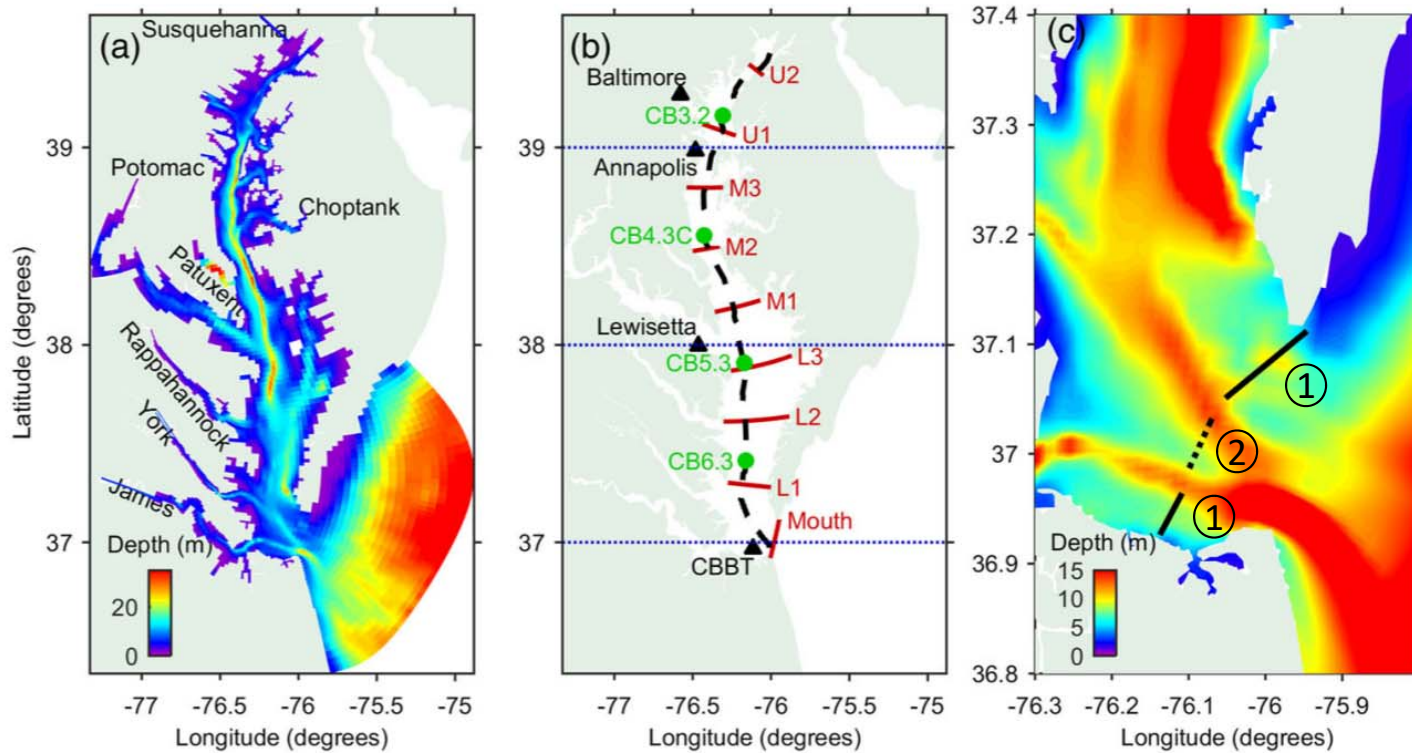 (a)
Susquehanna
Potomac
Choptank
Patuxent
Rappahannock
York
James
Depth (m)
20
0
39
38
37
Latitude (degrees)
-77 -76.5 -76 -75.5 -75
Longitude (degrees)
(b)
Baltimore
U2
CB3.2
U1
Annapolis
M3
CB4.3C
M2
M1
Lewisetta
CB5.3
L3
L2
CB6.3
L1
Mouth
CBBT
39
38
37
-77 -76.5 -76 -75.5 -75
Longitude (degrees)
(c)
37.4
37.3
37.2
37.1
37
36.9
36.8
①
②
①
Depth (m)
15
10
5
0
-76.3 -76.2 -76.1 -76 -75.9
Longitude (degrees)